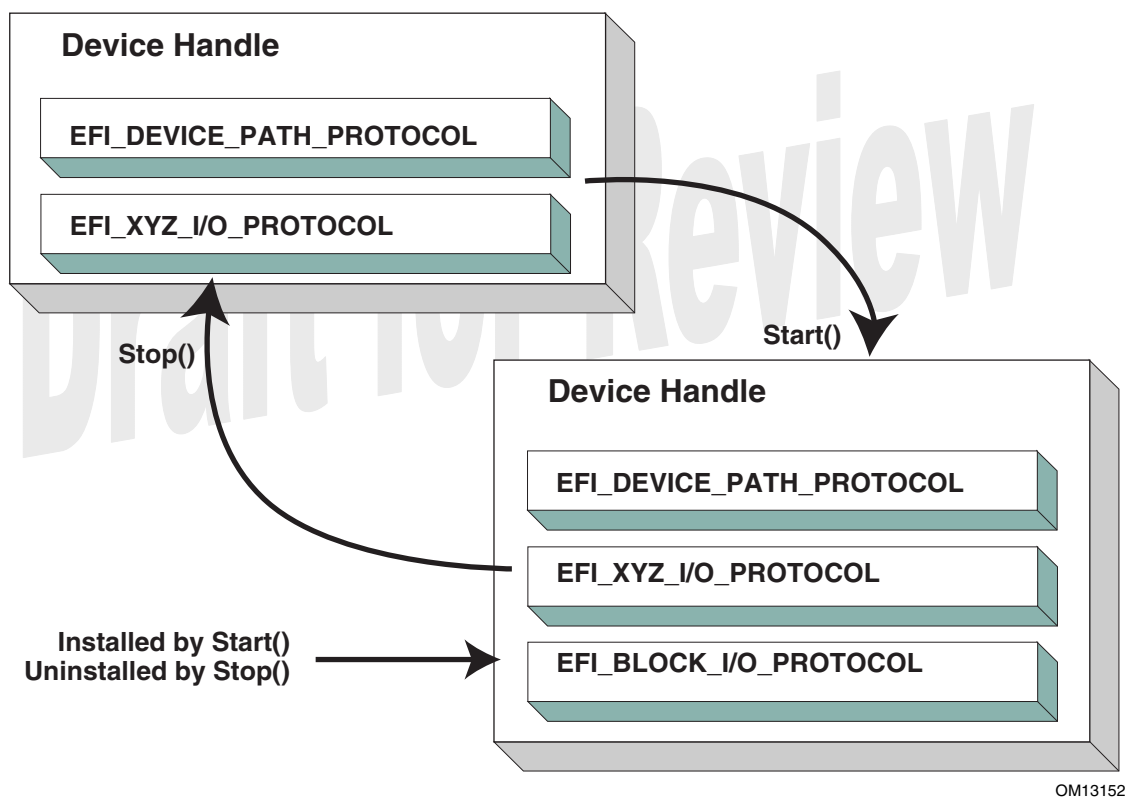 Device Handle
EFI_DEVICE_PATH_PROTOCOL
EFI_XYZ_I/O_PROTOCOL
Draft for Review
Stop()
Start()
Device Handle
EFI_DEVICE_PATH_PROTOCOL
EFI_XYZ_I/O_PROTOCOL
Installed by Start()
Uninstalled by Stop()
EFI_BLOCK_I/O_PROTOCOL
OM13152